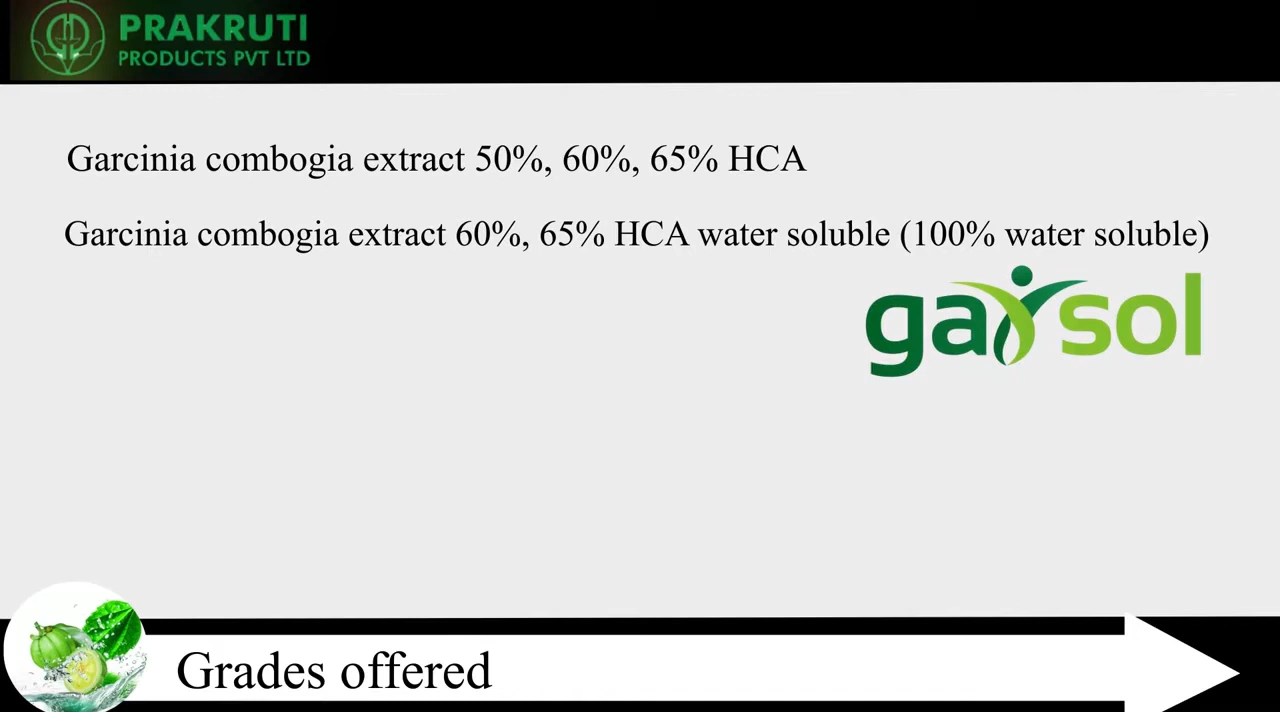 PRAKRUTI
PRODUCTS PVT LTD
Garcinia combogia extract 50%, 60%, 65% HCA
Garcinia combogia extract 60%, 65% HCA water soluble (100% water soluble)
garsol
Grades offered